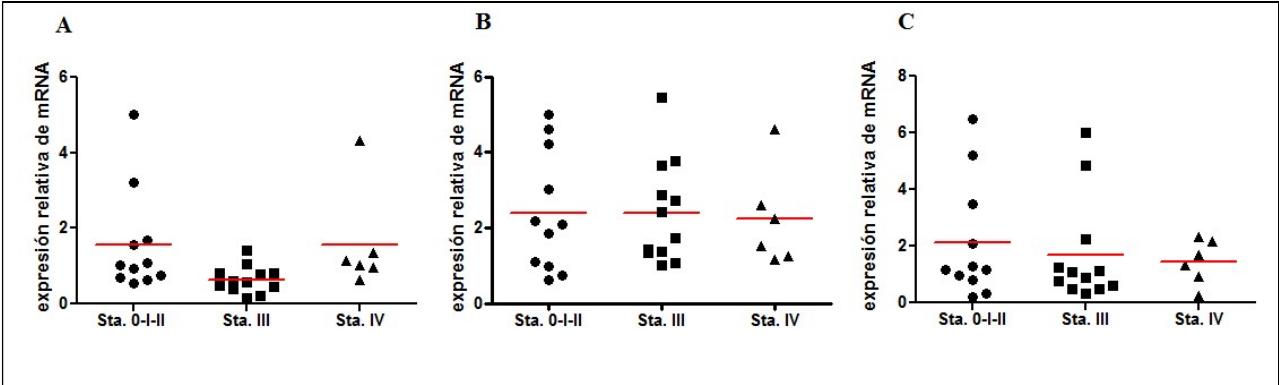 A
expresión relativa de mRNA
6
4
2
0
Sta. 0-I-II
Sta. III
Sta. IV
B
expresión relativa de mRNA
6
4
2
0
Sta. 0-I-II
Sta. III
Sta. IV
C
expresión relativa de mRNA
8
6
4
2
0
Sta. 0-I-II
Sta. III
Sta. IV